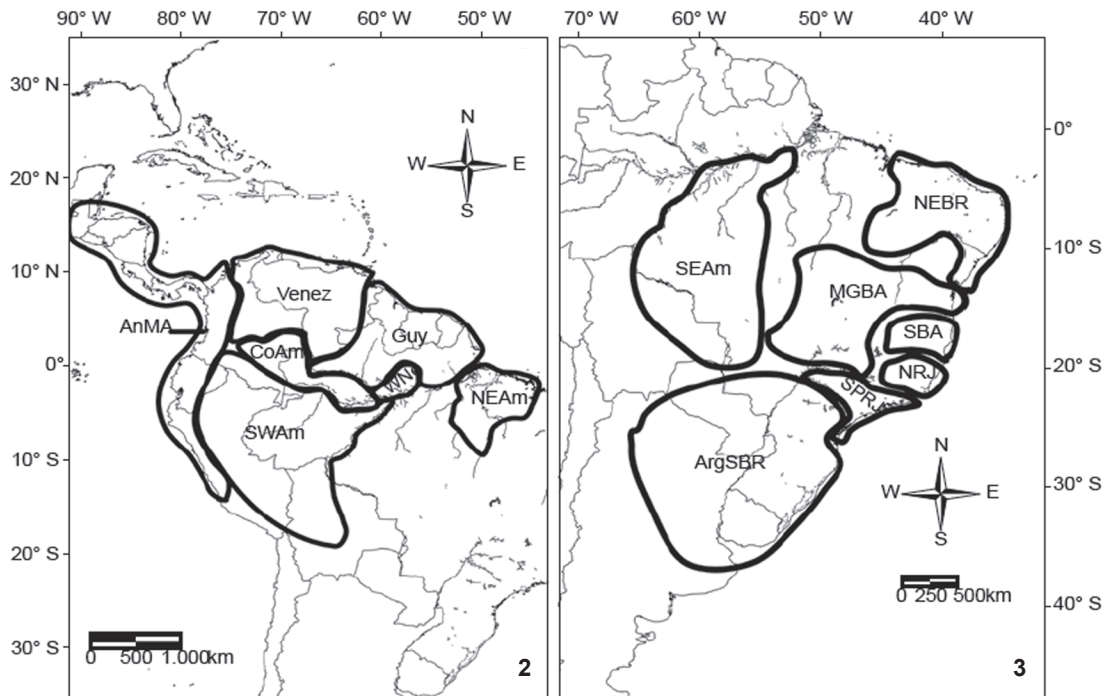 90° W 80° W 70° W 60° W 50° W
30° N
20° N
10° N
0°
10° S
20° S
30° S
N
W E
S
Venez
Guy
AnMA
CoAm
WN
NEAm
SWAm
0 500 1.000km
2
70° W 60° W 50° W 40° W
0°
10° S
20° S
30° S
40° S
NEBR
SEAm
MGBA
SBA
NRJ
SPRJ
ArgSBR
N
W E
S
0 250 500km
3